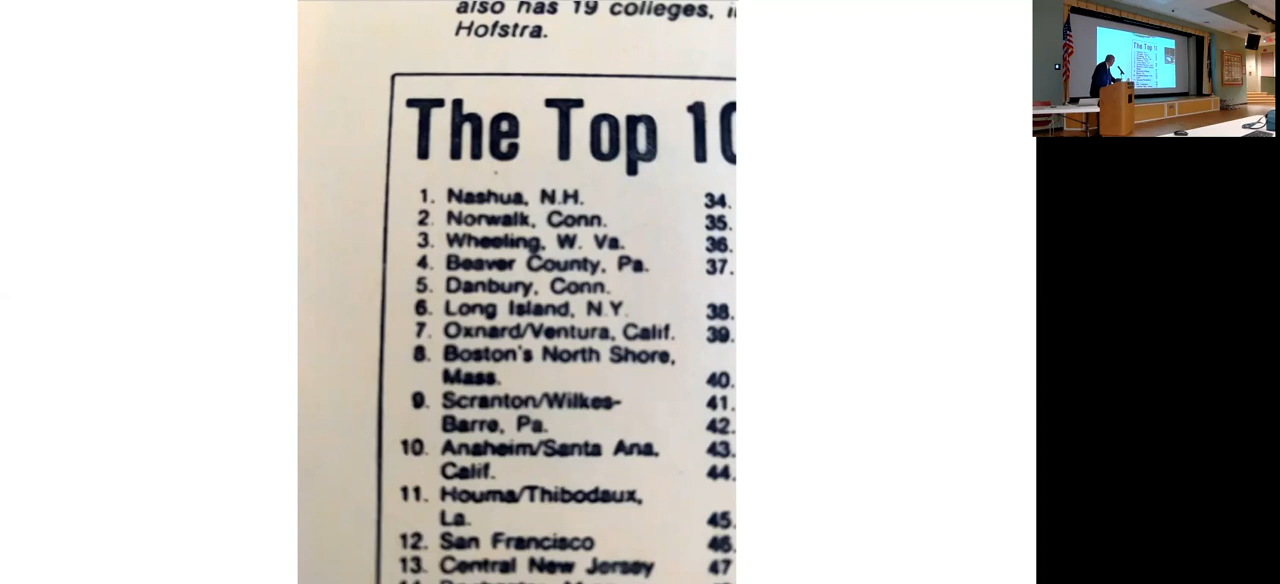 also has 19 colleges, i
Hofstra.
The Top 10
1. Nashua, N.H.
2. Norwalk, Conn.
3. Wheeling, W. Va.
4. Beaver County, Pa.
5. Danbury, Conn.
6. Long Island, N.Y.
7. Oxnard/Ventura, Calif.
8. Boston's North Shore,
Mass.
9. Scranton/Wilkes-
Barre, Pa.
10. Anaheim/Santa Ana,
Calif.
11. Houma/Thibodaux,
La.
12. San Francisco
13. Central New Jersey
34.
35.
36.
37.
38.
39.
40.
41.
42.
43.
44.
45.
46.
47
The Top 1